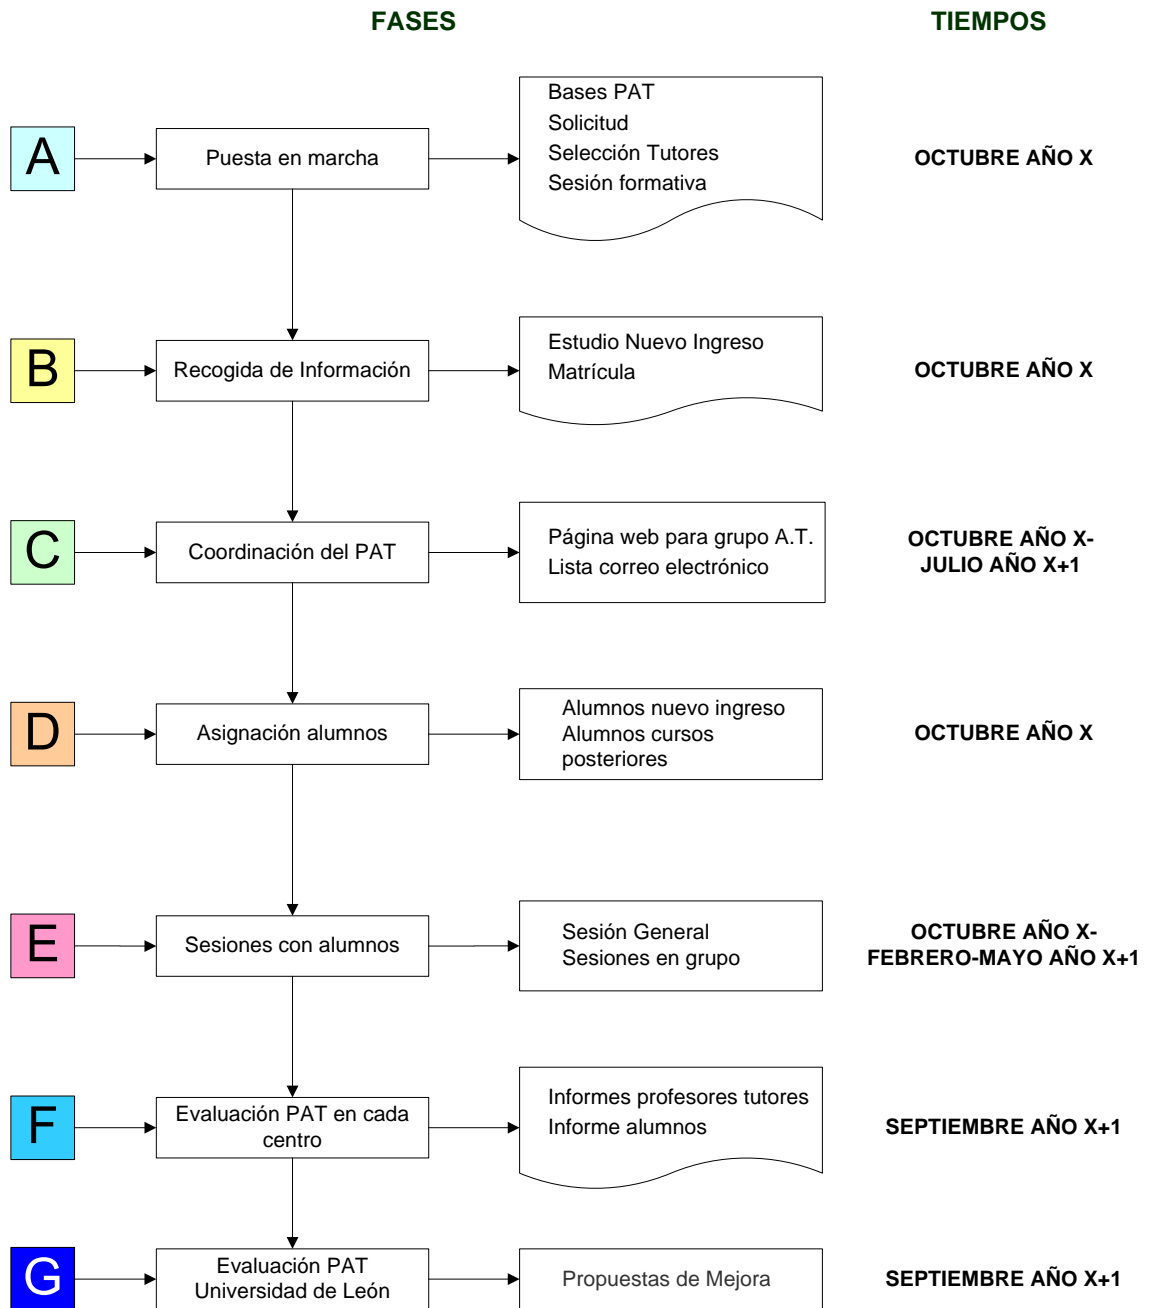 FASES
TIEMPOS
A
Puesta en marcha
Bases PAT
Solicitud
Selección Tutores
Sesión formativa
OCTUBRE AÑO X
B
Recogida de Información
Estudio Nuevo Ingreso
Matrícula
OCTUBRE AÑO X
C
Coordinación del PAT
Página web para grupo A.T.
Lista correo electrónico
OCTUBRE AÑO X-
JULIO AÑO X+1
D
Asignación alumnos
Alumnos nuevo ingreso
Alumnos cursos
posteriores
OCTUBRE AÑO X
E
Sesiones con alumnos
Sesión General
Sesiones en grupo
OCTUBRE AÑO X-
FEBRERO-MAYO AÑO X+1
F
Evaluación PAT en cada
centro
Informes profesores tutores
Informe alumnos
SEPTIEMBRE AÑO X+1
G
Evaluación PAT
Universidad de León
Propuestas de Mejora
SEPTIEMBRE AÑO X+1